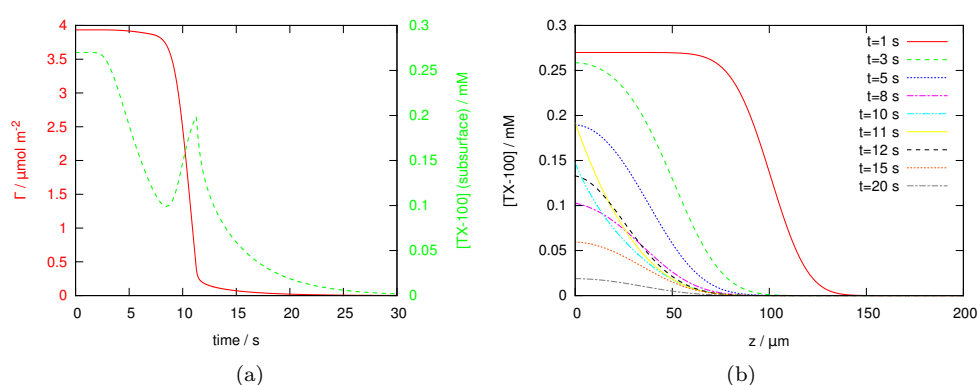 4
3.5
3
2.5
2
1.5
1
0.5
0
Γ / µmol m⁻²
0.3
0.25
0.2
0.15
0.1
0.05
0
[TX-100] (subsurface) / mM
0 5 10 15 20 25 30
time / s
(a)
0.3
0.25
0.2
0.15
0.1
0.05
0
[TX-100] / mM
t=1 s
t=3 s
t=5 s
t=8 s
t=10 s
t=11 s
t=12 s
t=15 s
t=20 s
0 50 100 150 200
z / µm
(b)